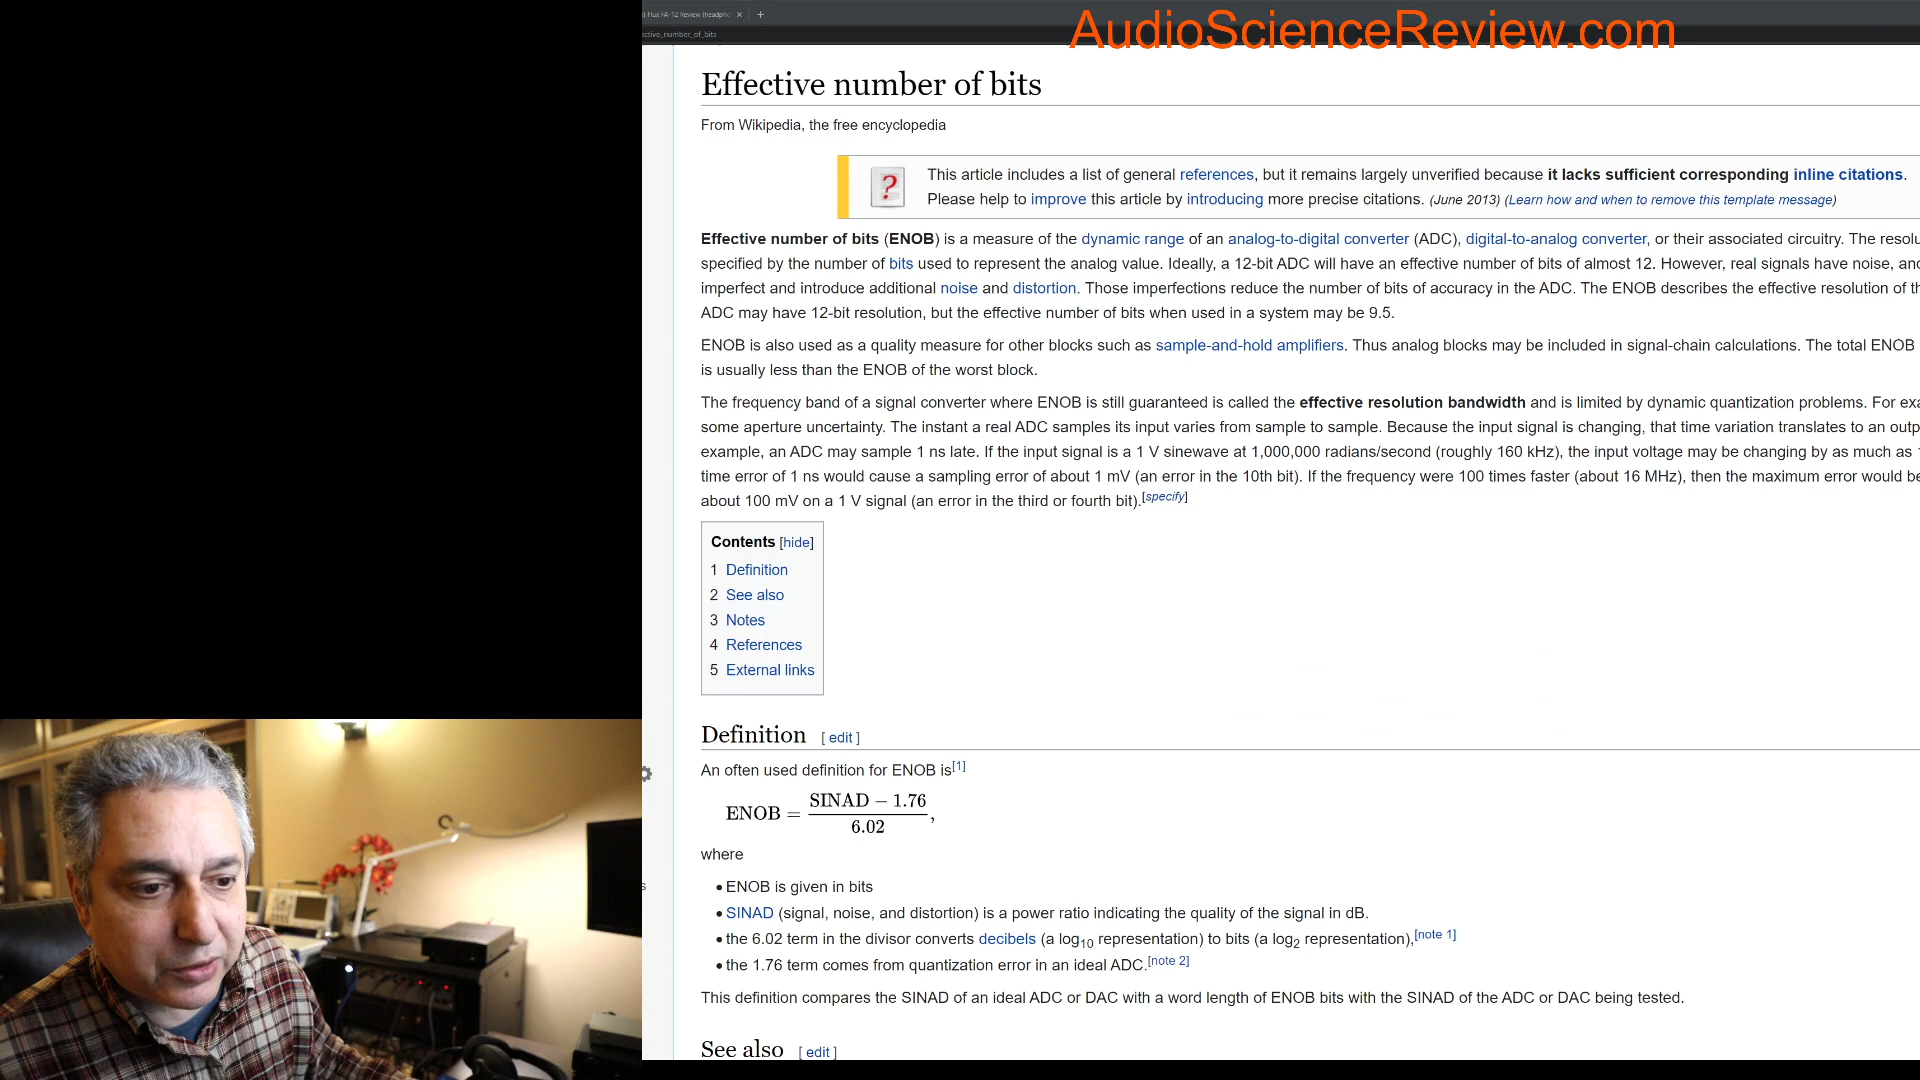 Flux FA-12 Review (headph
AudioScienceReview.com
ective_number_of_bits
Effective number of bits
From Wikipedia, the free encyclopedia
This article includes a list of general references, but it remains largely unverified because it lacks sufficient corresponding inline citations.
Please help to improve this article by introducing more precise citations. (June 2013) (Learn how and when to remove this template message)
Effective number of bits (ENOB) is a measure of the dynamic range of an analog-to-digital converter (ADC), digital-to-analog converter, or their associated circuitry. The resolu
specified by the number of bits used to represent the analog value. Ideally, a 12-bit ADC will have an effective number of bits of almost 12. However, real signals have noise, and
imperfect and introduce additional noise and distortion. Those imperfections reduce the number of bits of accuracy in the ADC. The ENOB describes the effective resolution of th
ADC may have 12-bit resolution, but the effective number of bits when used in a system may be 9.5.
ENOB is also used as a quality measure for other blocks such as sample-and-hold amplifiers. Thus analog blocks may be included in signal-chain calculations. The total ENOB
is usually less than the ENOB of the worst block.
The frequency band of a signal converter where ENOB is still guaranteed is called the effective resolution bandwidth and is limited by dynamic quantization problems. For exa
some aperture uncertainty. The instant a real ADC samples its input varies from sample to sample. Because the input signal is changing, that time variation translates to an outp
example, an ADC may sample 1 ns late. If the input signal is a 1 V sinewave at 1,000,000 radians/second (roughly 160 kHz), the input voltage may be changing by as much as
time error of 1 ns would cause a sampling error of about 1 mV (an error in the 10th bit). If the frequency were 100 times faster (about 16 MHz), then the maximum error would be
about 100 mV on a 1 V signal (an error in the third or fourth bit).[specify]
Contents [hide]
1 Definition
2 See also
3 Notes
4 References
5 External links
Definition [ edit ]
An often used definition for ENOB is[1]
ENOB = (SINAD − 1.76) / 6.02,
where
• ENOB is given in bits
• SINAD (signal, noise, and distortion) is a power ratio indicating the quality of the signal in dB.
• the 6.02 term in the divisor converts decibels (a log10 representation) to bits (a log2 representation),[note 1]
• the 1.76 term comes from quantization error in an ideal ADC.[note 2]
This definition compares the SINAD of an ideal ADC or DAC with a word length of ENOB bits with the SINAD of the ADC or DAC being tested.
See also [ edit ]